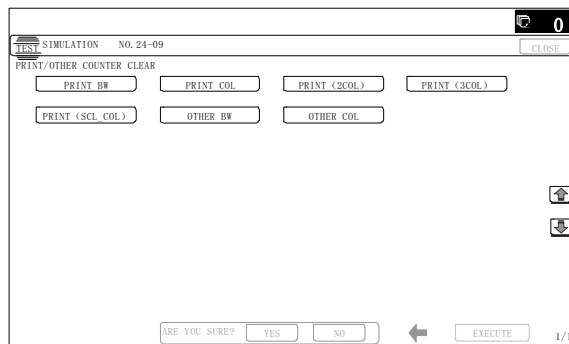 0
TEST SIMULATION NO. 24-09 CLOSE
PRINT/OTHER COUNTER CLEAR
PRINT BW PRINT COL PRINT (2COL) PRINT (3COL)
PRINT (SCL_COL) OTHER BW OTHER COL
ARE YOU SURE? YES NO EXECUTE 1/1